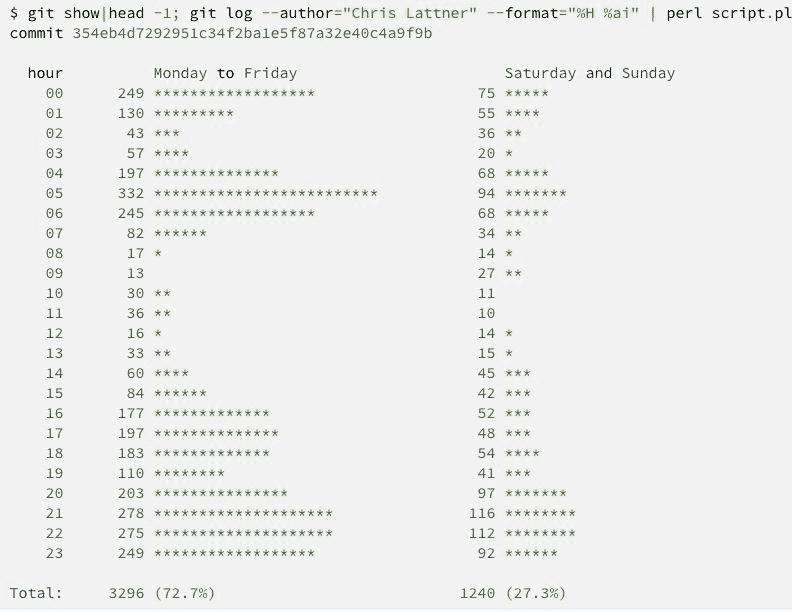 $ git show|head -1; git log --author="Chris Lattner" --format="%H %ai" | perl script.pl
commit 354eb4d7292951c34f2ba1e5f87a32e40c4a9f9b
hour Monday to Friday Saturday and Sunday
00 249 ****************** 75 *****
01 130 ********* 55 ****
02 43 *** 36 **
03 57 **** 20 *
04 197 ************** 68 *****
05 332 ************************* 94 *******
06 245 ****************** 68 *****
07 82 ****** 34 **
08 17 * 14 *
09 13 27 **
10 30 ** 11
11 36 ** 10
12 16 * 14 *
13 33 ** 15 *
14 60 **** 45 ***
15 84 ****** 42 ***
16 177 ************* 52 ***
17 197 ************** 48 ***
18 183 ************* 54 ****
19 110 ******** 41 ***
20 203 *************** 97 *******
21 278 ******************** 116 ********
22 275 ******************** 112 ********
23 249 ****************** 92 ******
Total: 3296 (72.7%) 1240 (27.3%)